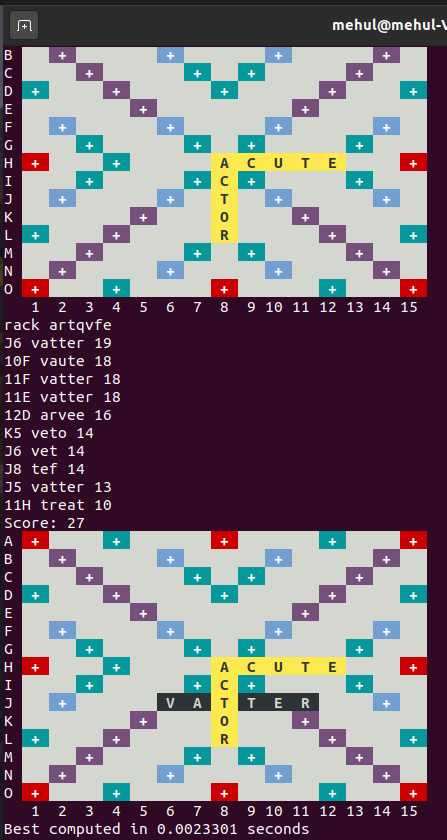 mehul@mehul-V
B + + + +
C + + + +
D + + + + +
E + +
F + + + +
G + + + +
H + + A C U T E +
I + + C + +
J + + T + +
K + O +
L + + R + +
M + + + +
N + + + +
O + + + + +
1 2 3 4 5 6 7 8 9 10 11 12 13 14 15
rack artqvfe
J6 vatter 19
10F vaute 18
11F vatter 18
11E vatter 18
12D arvee 16
K5 veto 14
J6 vet 14
J8 tef 14
J5 vatter 13
11H treat 10
Score: 27
A + + + + +
B + + + +
C + + + +
D + + + + +
E + +
F + + + +
G + + + +
H + + A C U T E +
I + + C + +
J + V A T T E R +
K + O +
L + + R + +
M + + + +
N + + + +
O + + + + +
1 2 3 4 5 6 7 8 9 10 11 12 13 14 15
Best computed in 0.0023301 seconds